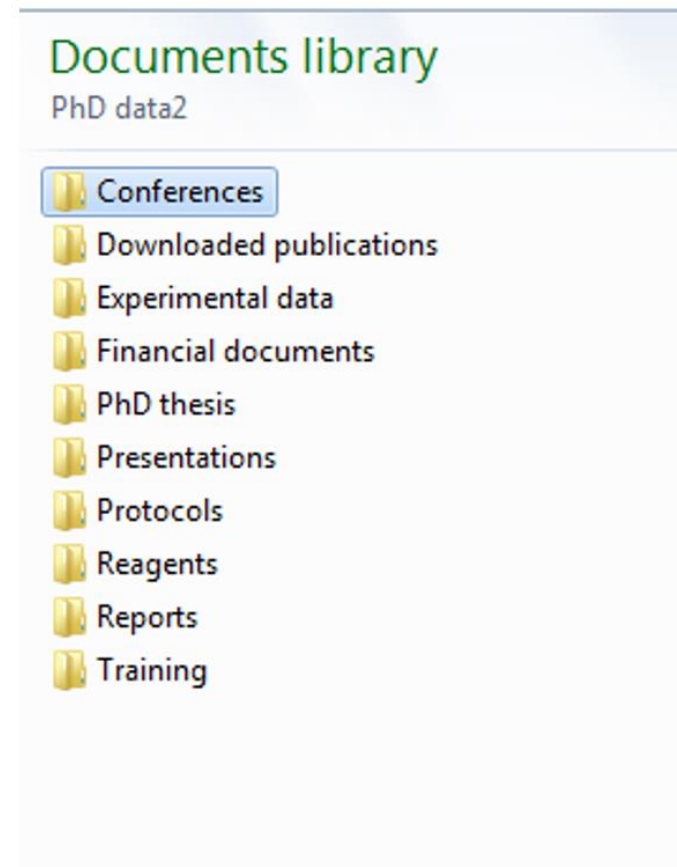 Documents library
PhD data2
Conferences
Downloaded publications
Experimental data
Financial documents
PhD thesis
Presentations
Protocols
Reagents
Reports
Training